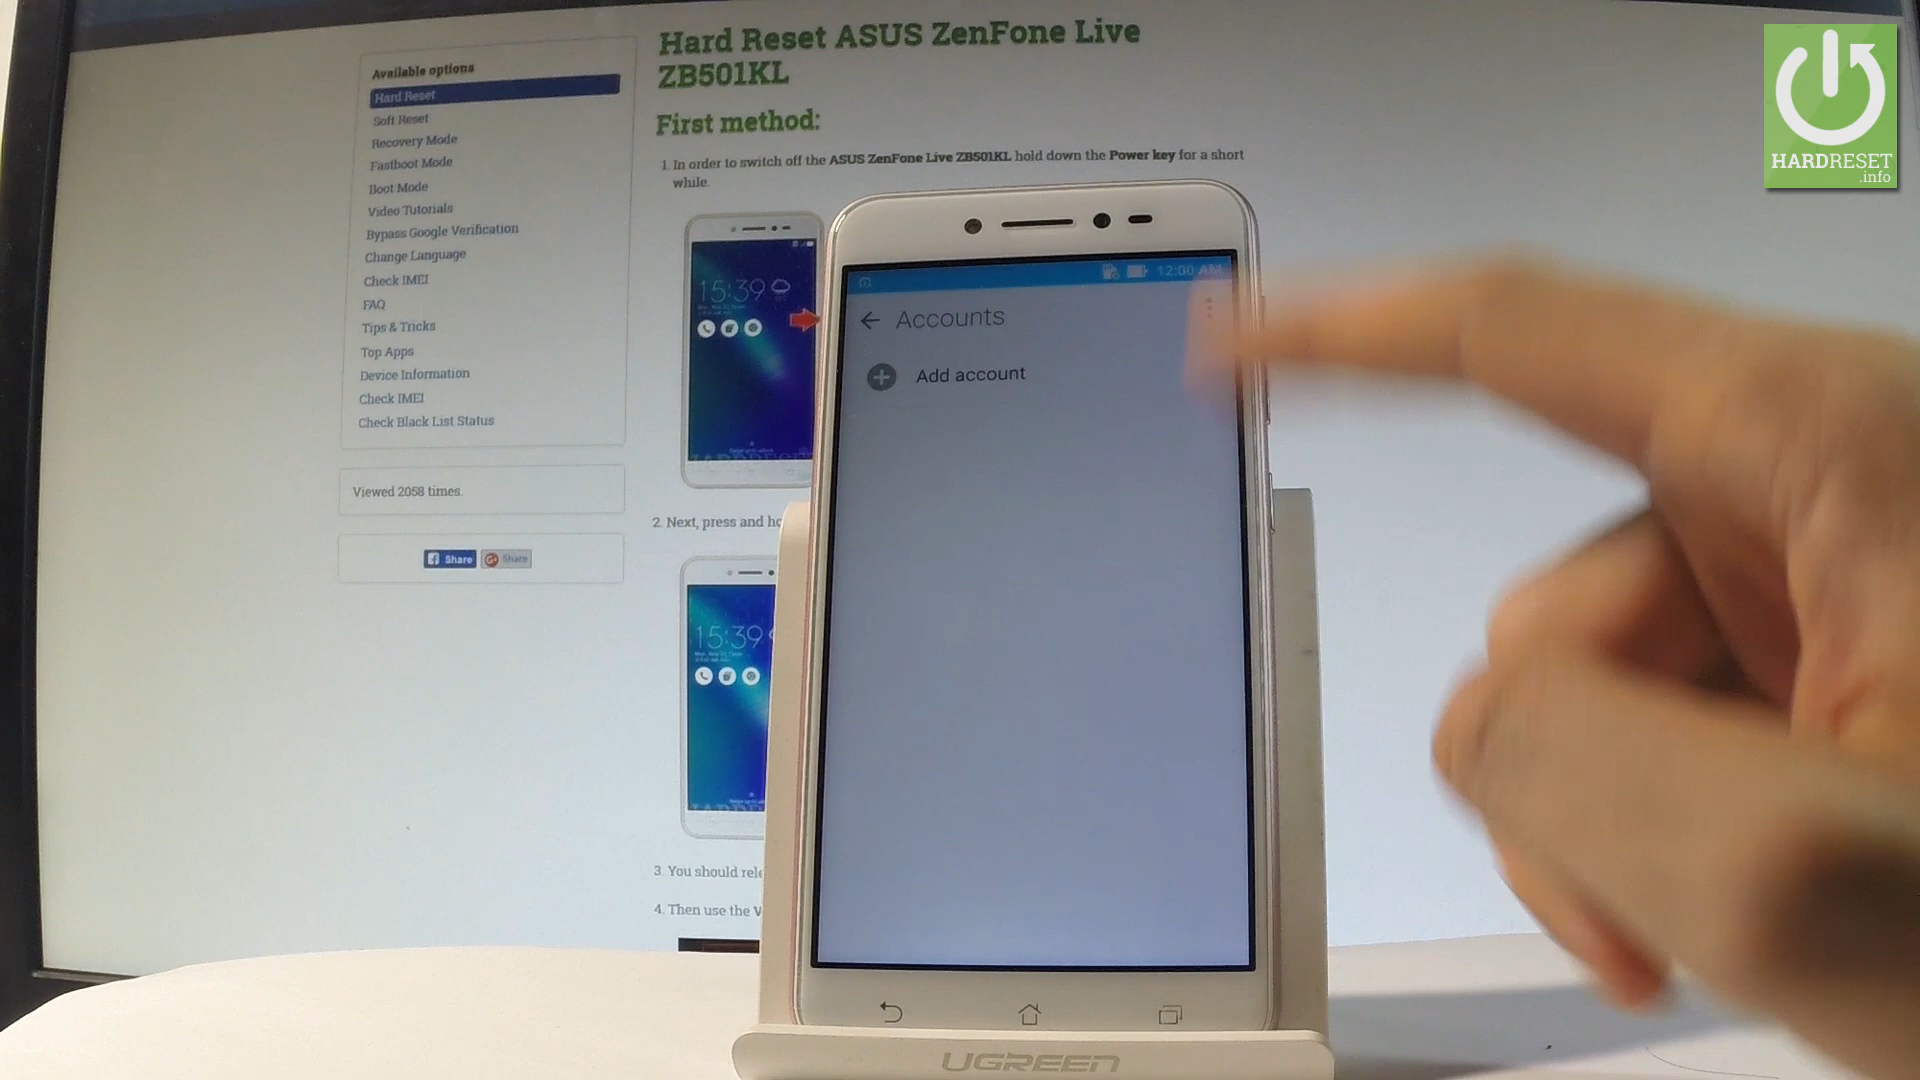 Hard Reset ASUS ZenFone Live
ZB501KL
First method:
1. In order to switch off the ASUS ZenFone Live ZB501KL hold down the Power key for a short
while.
Available options
Hard Reset
Soft Reset
Recovery Mode
Fastboot Mode
Boot Mode
Video Tutorials
Bypass Google Verification
Change Language
Check IMEI
FAQ
Tips & Tricks
Top Apps
Device Information
Check IMEI
Check Black List Status
Viewed 2058 times.
Share
Share
15:39
2. Next, press and
15:39
3. You should
4. Then use the
12:00 AM
Accounts
Add account
UGREEN
HARDRESET
.info